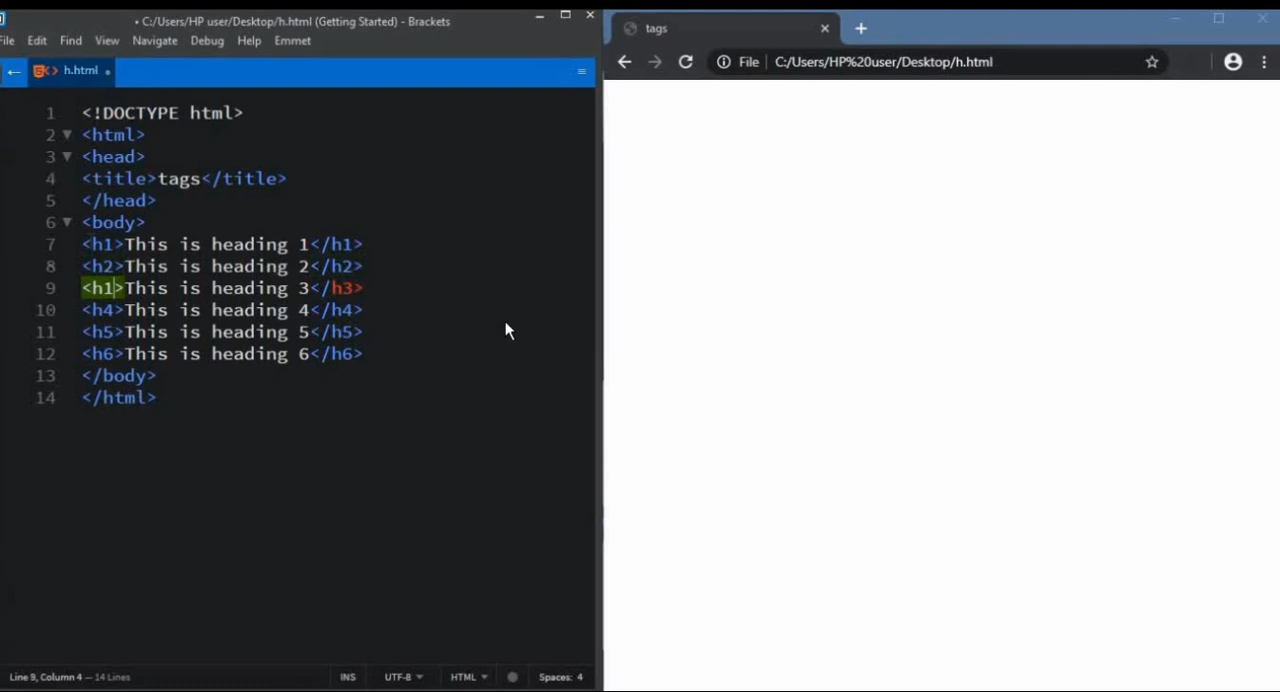 • C:/Users/HP user/Desktop/h.html (Getting Started) - Brackets
File Edit Find View Navigate Debug Help Emmet
h.html •
1 <!DOCTYPE html>
2 <html>
3 <head>
4 <title>tags</title>
5 </head>
6 <body>
7 <h1>This is heading 1</h1>
8 <h2>This is heading 2</h2>
9 <h1>This is heading 3</h3>
10 <h4>This is heading 4</h4>
11 <h5>This is heading 5</h5>
12 <h6>This is heading 6</h6>
13 </body>
14 </html>
Line 9, Column 4 — 14 Lines INS UTF-8 HTML Spaces: 4
tags
File C:/Users/HP%20user/Desktop/h.html